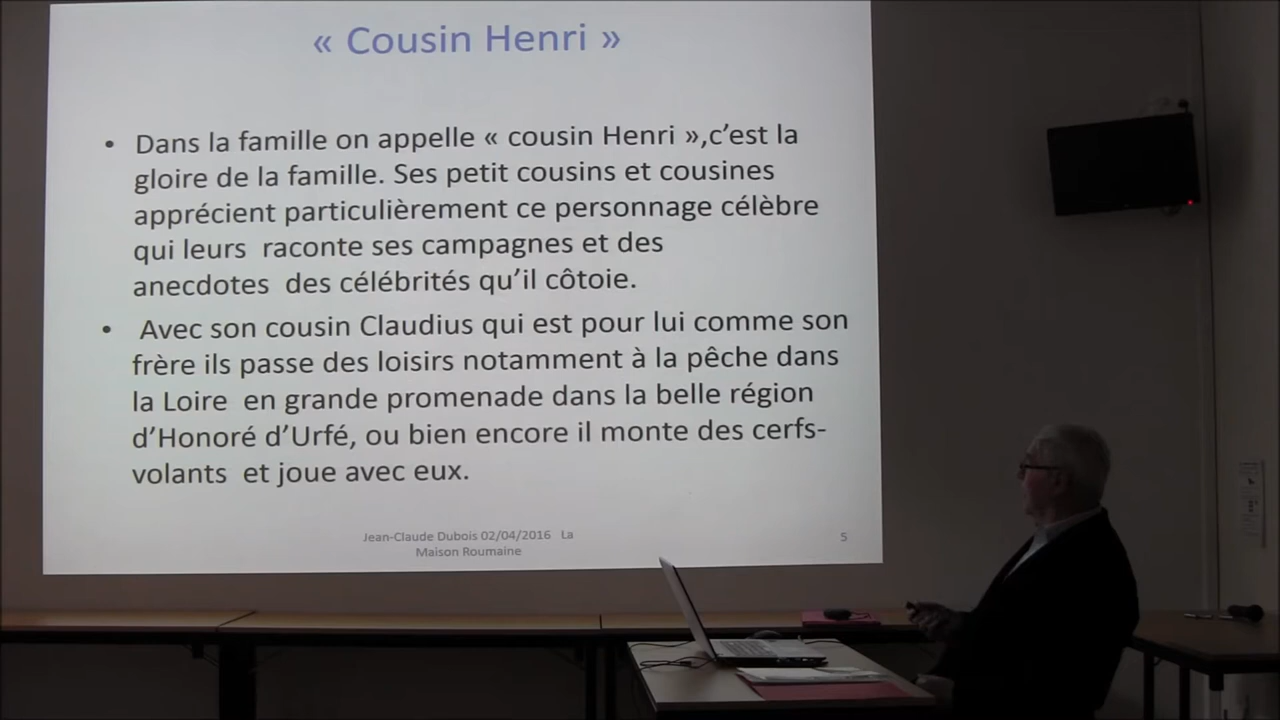 « Cousin Henri »
• Dans la famille on appelle « cousin Henri »,c’est la
gloire de la famille. Ses petit cousins et cousines
apprécient particulièrement ce personnage célèbre
qui leurs  raconte ses campagnes et des
anecdotes  des célébrités qu’il côtoie.
•  Avec son cousin Claudius qui est pour lui comme son
frère ils passe des loisirs notamment à la pêche dans
la Loire  en grande promenade dans la belle région
d’Honoré d’Urfé, ou bien encore il monte des cerfs-
volants  et joue avec eux.
Jean-Claude Dubois 02/04/2016   La
Maison Roumaine
5